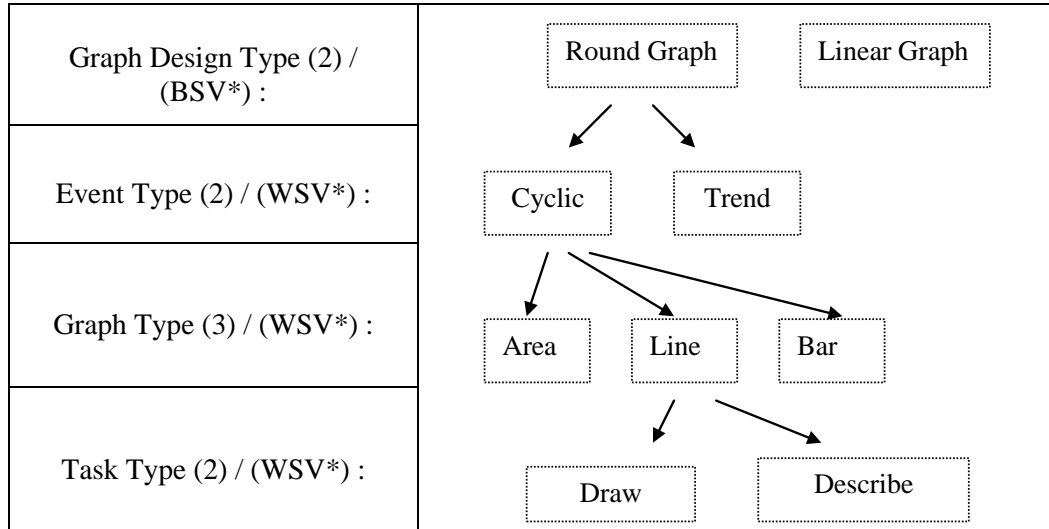 Graph Design Type (2) /
(BSV*) :
Round Graph
Linear Graph
Event Type (2) / (WSV*) :
Cyclic
Trend
Graph Type (3) / (WSV*) :
Area
Line
Bar
Task Type (2) / (WSV*) :
Draw
Describe